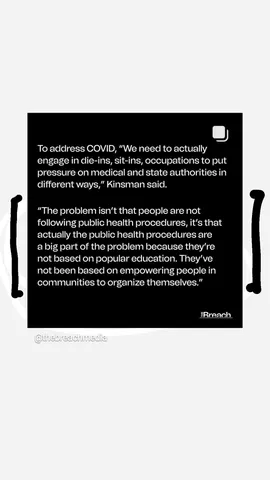 To address COVID, “We need to actually
engage in die-ins, sit-ins, occupations to put
pressure on medical and state authorities in
different ways,” Kinsman said.
“The problem isn’t that people are not
following public health procedures, it’s that
actually the public health procedures are
a big part of the problem because they’re
not based on popular education. They’ve
not been based on empowering people in
communities to organize themselves.”
The Breach
@thebreachmedia